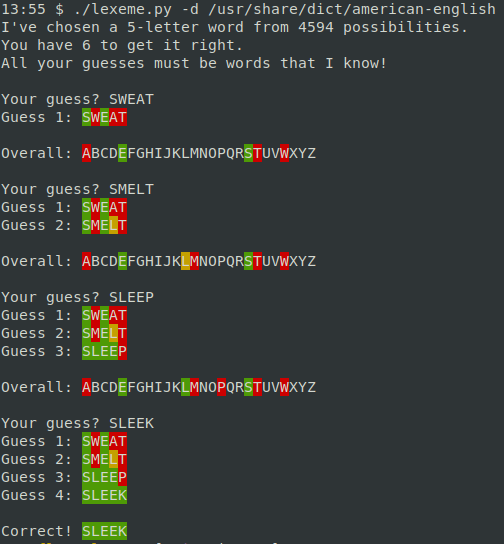 13:55 $ ./lexeme.py -d /usr/share/dict/american-english
I've chosen a 5-letter word from 4594 possibilities.
You have 6 to get it right.
All your guesses must be words that I know!
Your guess? SWEAT
Guess 1: SWEAT
Overall: ABCDEFGHIJKLMNOPQRSTUVWXYZ
Your guess? SMELT
Guess 1: SWEAT
Guess 2: SMELT
Overall: ABCDEFGHIJKLMNOPQRSTUVWXYZ
Your guess? SLEEP
Guess 1: SWEAT
Guess 2: SMELT
Guess 3: SLEEP
Overall: ABCDEFGHIJKLMNOPQRSTUVWXYZ
Your guess? SLEEK
Guess 1: SWEAT
Guess 2: SMELT
Guess 3: SLEEP
Guess 4: SLEEK
Correct! SLEEK